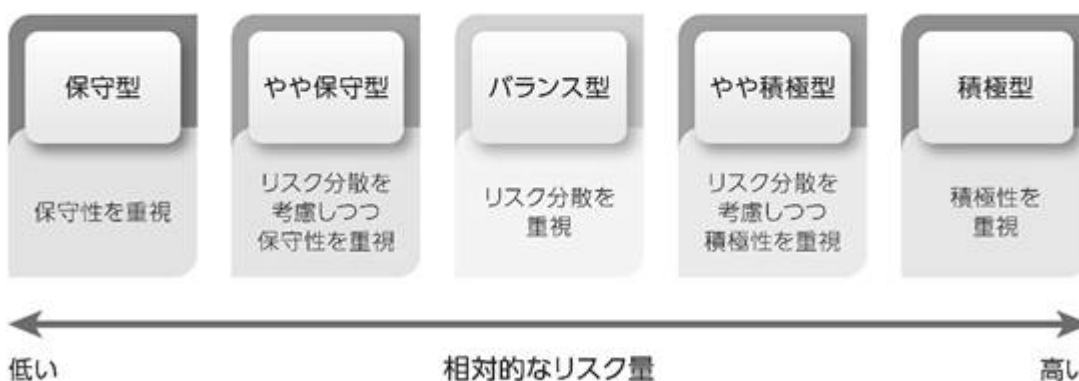 保守型
保守性を重視
やや保守型
リスク分散を
考慮しつつ
保守性を重視
バランス型
リスク分散を
重視
やや積極型
リスク分散を
考慮しつつ
積極性を重視
積極型
積極性を
重視
低い
相対的なリスク量
高い